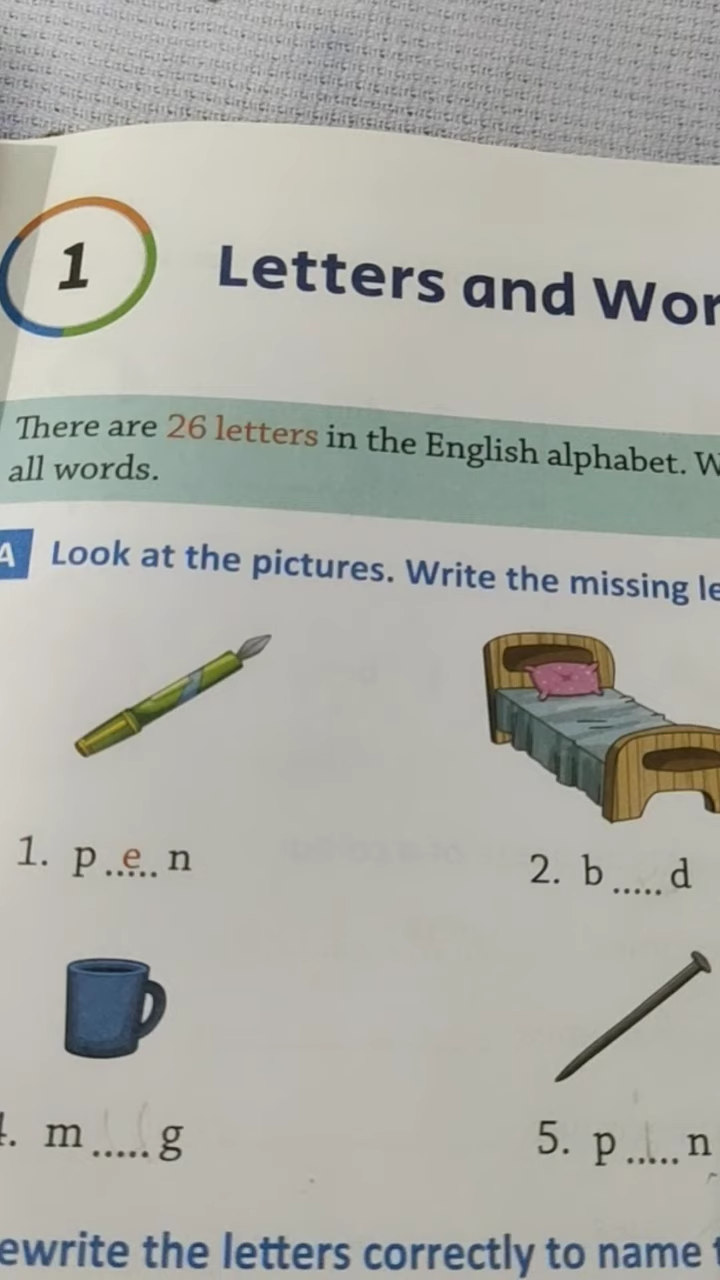 1
Letters and Wor
There are 26 letters in the English alphabet. W
all words.
A Look at the pictures. Write the missing le
1. p..e..n
2. b.....d
4. m.....g
5. p.....n
ewrite the letters correctly to name t